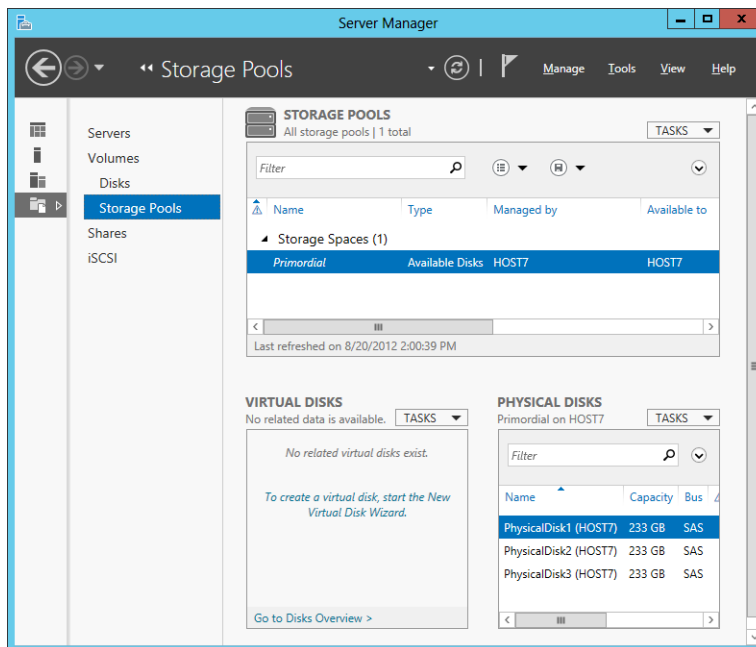 Server Manager
Storage Pools
Manage Tools View Help
Servers
Volumes
Disks
Storage Pools
Shares
iSCSI
STORAGE POOLS
All storage pools | 1 total
TASKS
Filter
Name Type Managed by Available to
Storage Spaces (1)
Primordial Available Disks HOST7 HOST7
Last refreshed on 8/20/2012 2:00:39 PM
VIRTUAL DISKS
No related data is available. TASKS
No related virtual disks exist.
To create a virtual disk, start the New
Virtual Disk Wizard.
Go to Disks Overview >
PHYSICAL DISKS
Primordial on HOST7 TASKS
Filter
Name Capacity Bus
PhysicalDisk1 (HOST7) 233 GB SAS
PhysicalDisk2 (HOST7) 233 GB SAS
PhysicalDisk3 (HOST7) 233 GB SAS